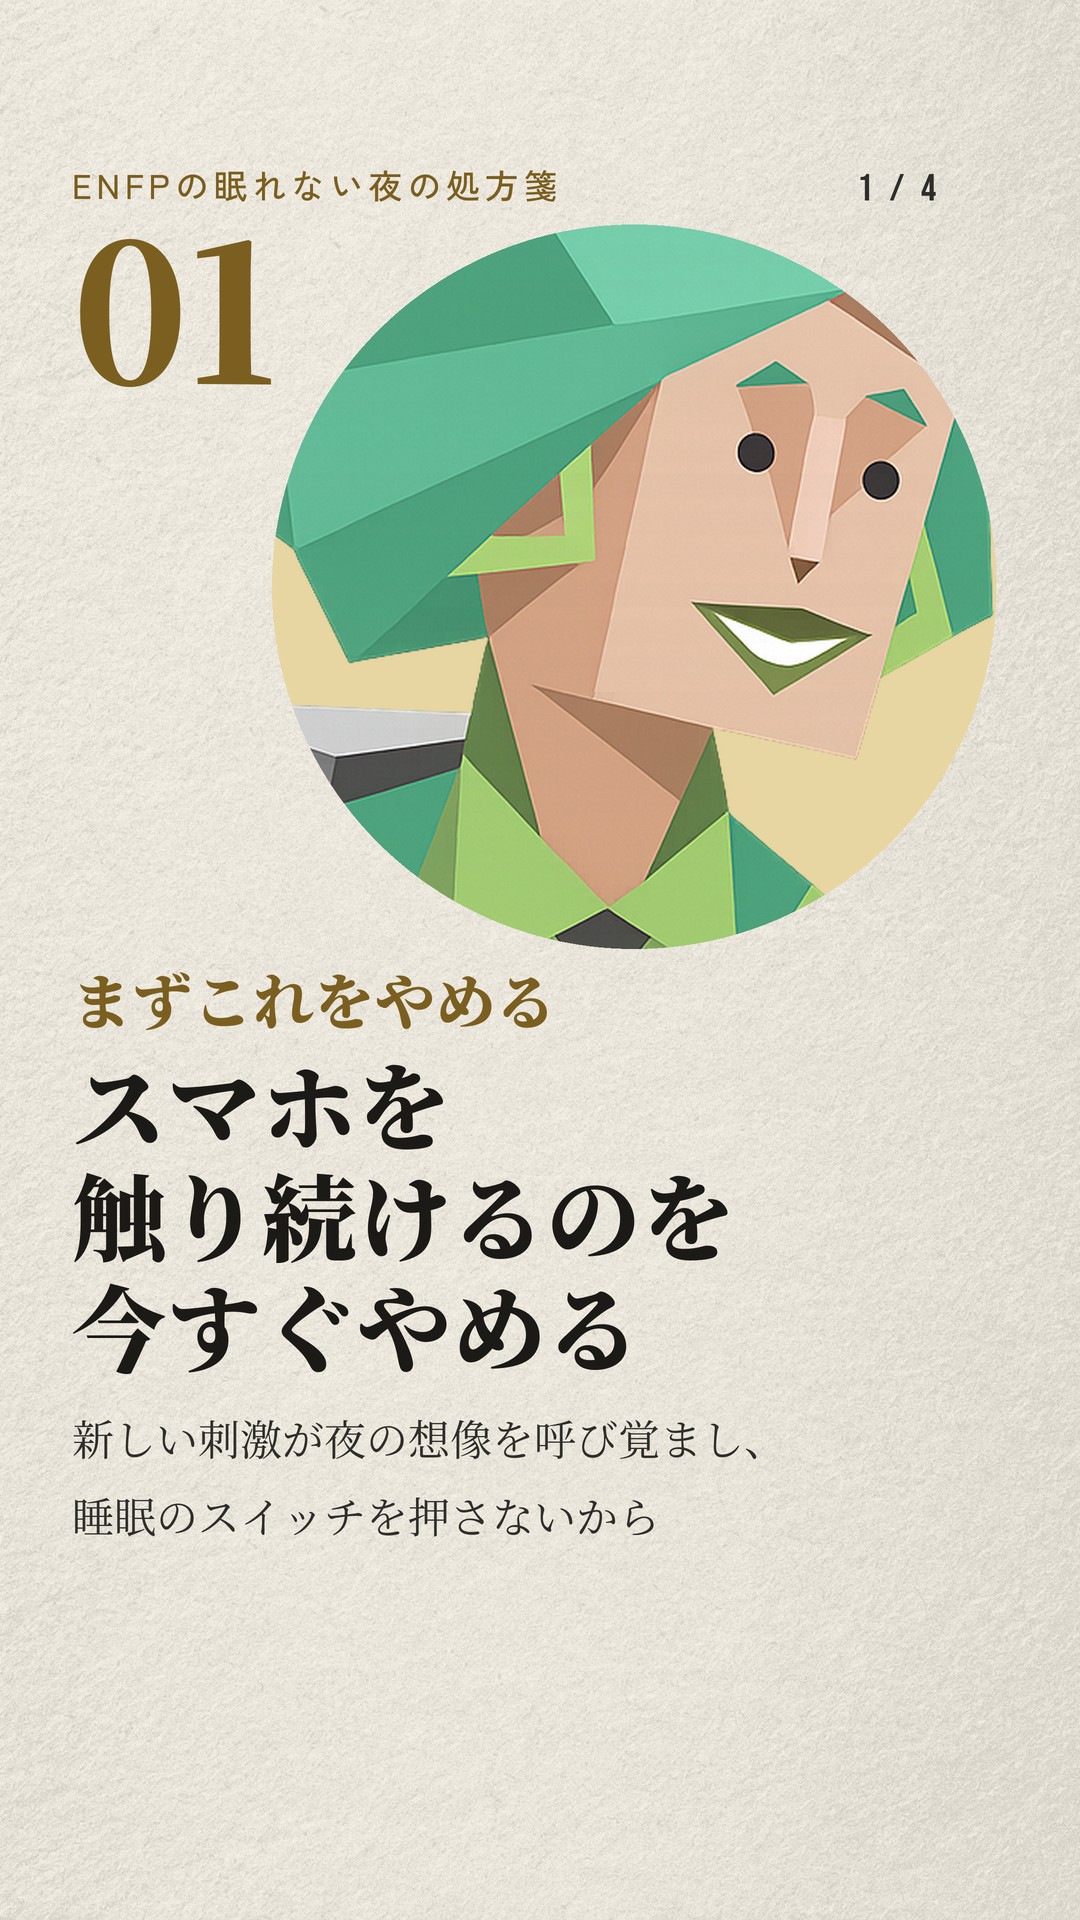 ENFPの眠れない夜の処方箋
1 / 4
01
まずこれをやめる
スマホを
触り続けるのを
今すぐやめる
新しい刺激が夜の想像を呼び覚まし、
睡眠のスイッチを押さないから